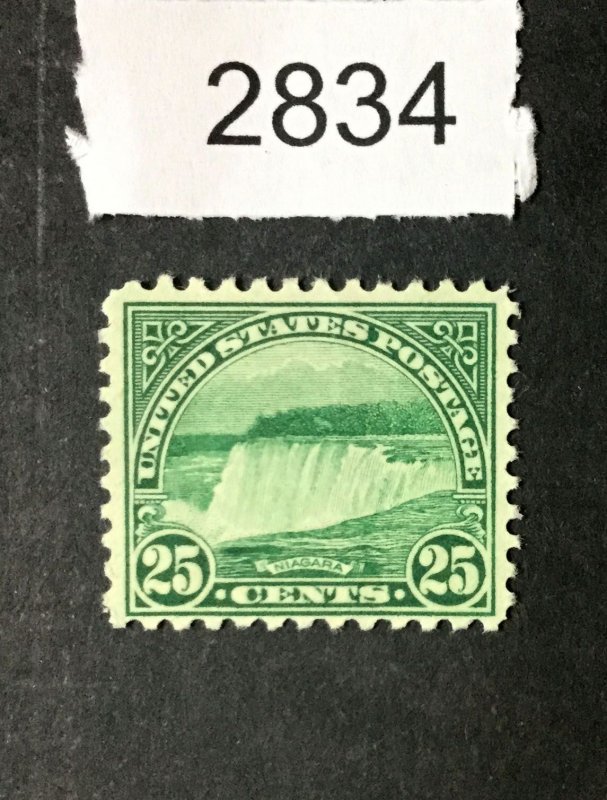 2834
UNITED STATES POSTAGE
NIAGARA
25 · CENTS · 25